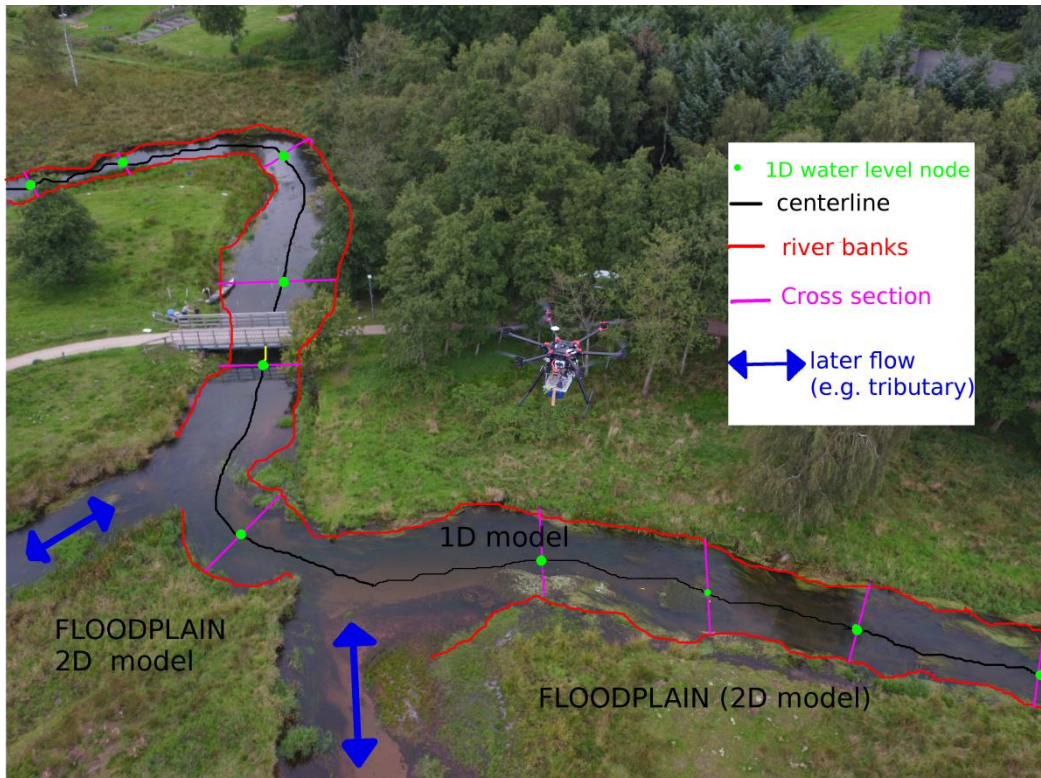 1D water level node
centerline
river banks
Cross section
later flow
(e.g. tributary)
1D model
FLOODPLAIN
2D model
FLOODPLAIN (2D model)